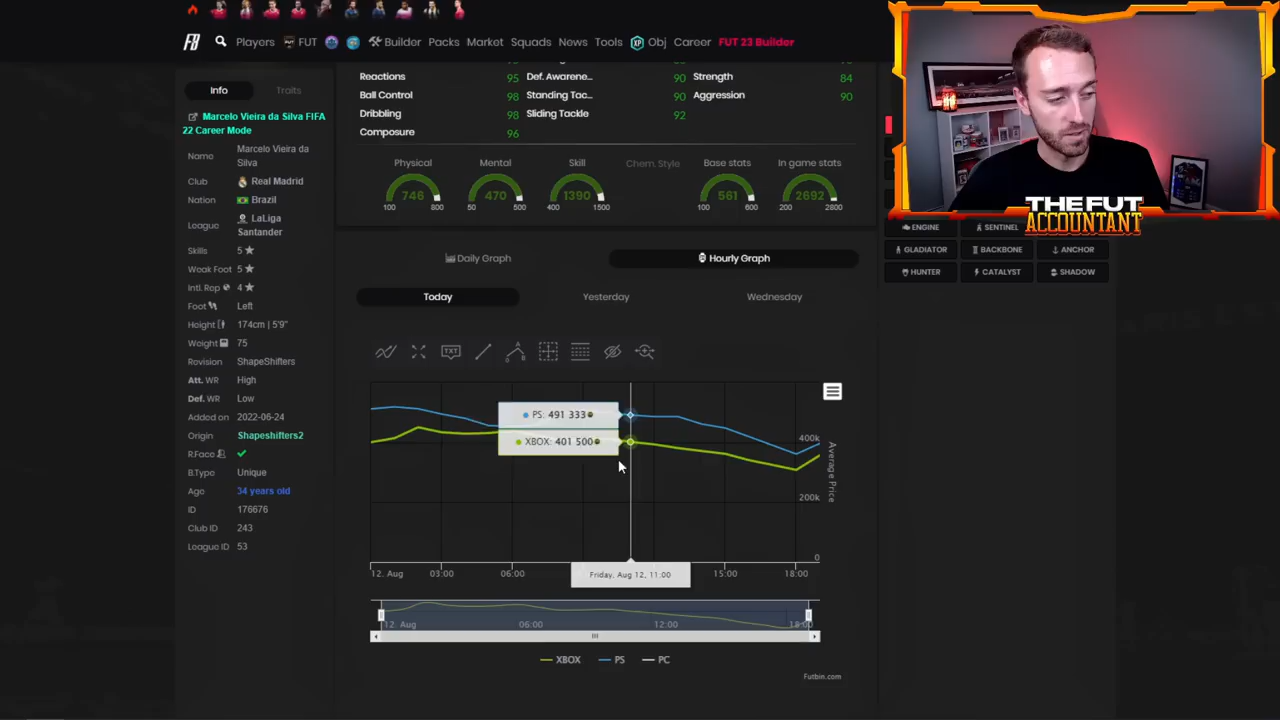 F8
Players
FUT
Builder
Packs
Market
Squads
News
Tools
XP
Obj
Career
FUT 23 Builder
Info
Traits
Marcelo Vieira da Silva FIFA
22 Career Mode
Name
Marcelo Vieira da
Silva
Club
Real Madrid
Nation
Brazil
League
LaLiga
Santander
Skills
5
Weak Foot
5
Intl.Rep
4
Foot
Left
Height
174cm | 5'9"
Weight
75
Revision
ShapeShifters
Att. WR
High
Def. WR
Low
Added on
2022-06-24
Origin
Shapeshifters2
R.Face
B.Type
Unique
Age
34 years old
ID
176676
Club ID
243
League ID
53
Reactions
95
Def. Awarene...
90
Strength
84
Ball Control
98
Standing Tac...
90
Aggression
90
Dribbling
98
Sliding Tackle
92
Composure
96
Physical
Mental
Skill
Chem. Style
Base stats
In game stats
746
470
1390
561
2692
100
800
50
500
400
1500
100
600
200
2800
Daily Graph
Hourly Graph
Today
Yesterday
Wednesday
TXT
PS: 491 333
XBOX: 401 500
400k
200k
0
Average Price
12. Aug
03:00
06:00
Friday, Aug 12, 11:00
15:00
18:00
12. Aug
06:00
12:00
18:00
XBOX
PS
PC
Futbin.com
THE FUT
ACCOUNTANT
ENGINE
SENTINEL
GLADIATOR
BACKBONE
ANCHOR
HUNTER
CATALYST
SHADOW